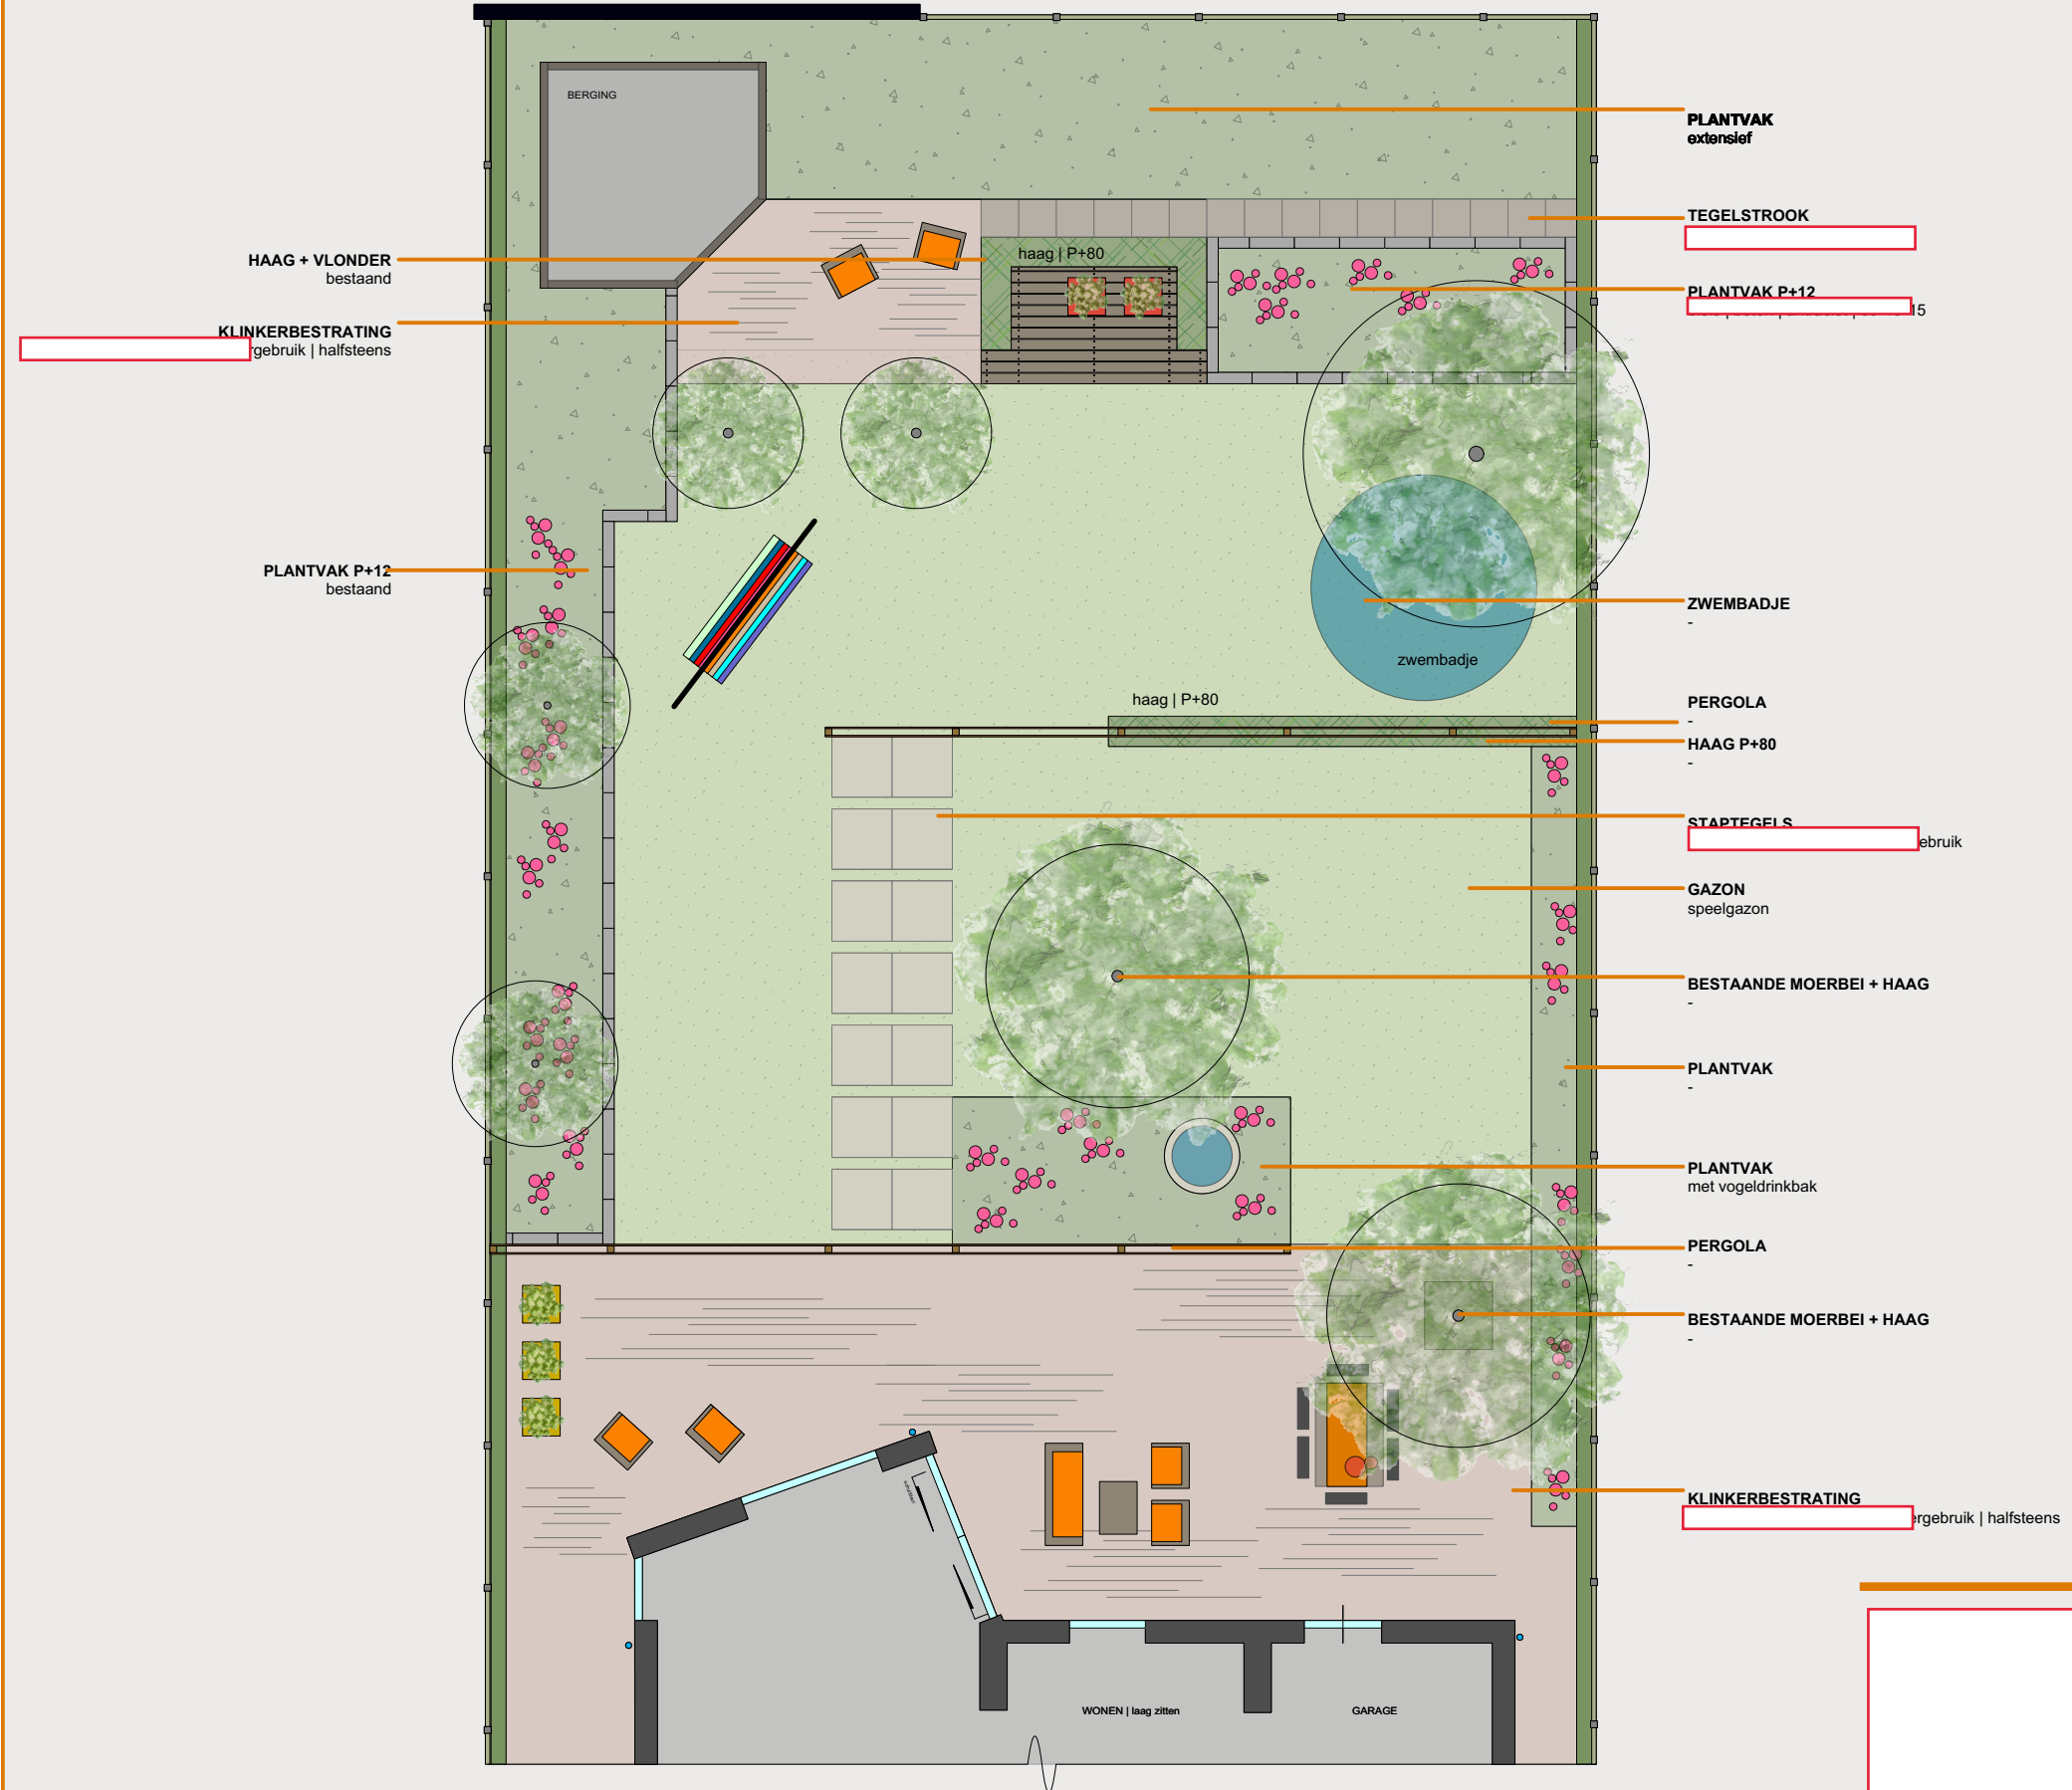 BERGING
PLANTVAK
extensief
TEGELSTROOK
HAAG + VLONDER
bestaand
haag | P+80
PLANTVAK P+12
15
KLINKERBESTRATING
rgebruik | halfsteens
PLANTVAK P+12
bestaand
ZWEMBADJE
-
zwembadje
haag | P+80
PERGOLA
-
HAAG P+80
-
STAPTEGELS
ebruik
GAZON
speelgazon
BESTAANDE MOERBEI + HAAG
-
PLANTVAK
-
PLANTVAK
met vogeldrinkbak
PERGOLA
-
BESTAANDE MOERBEI + HAAG
-
KLINKERBESTRATING
ergebruik | halfsteens
WONEN | laag zitten
GARAGE